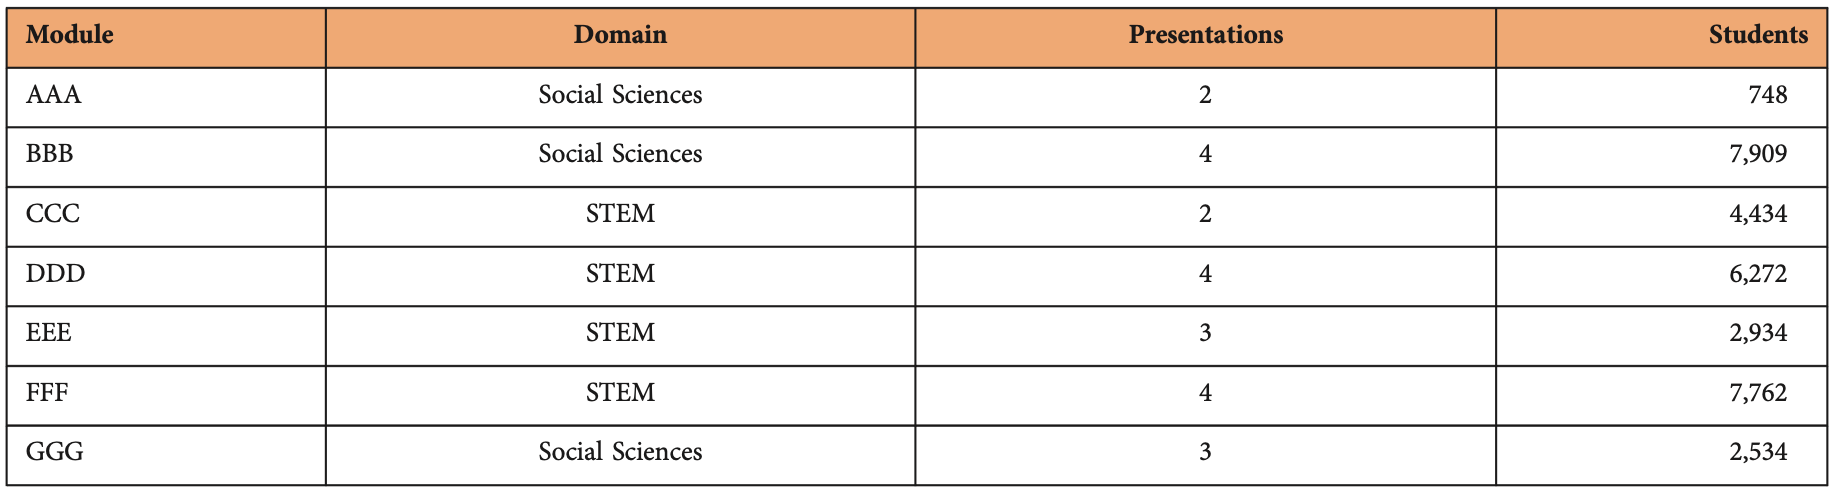 Module Domain Presentations Students
AAA Social Sciences 2 748
BBB Social Sciences 4 7,909
CCC STEM 2 4,434
DDD STEM 4 6,272
EEE STEM 3 2,934
FFF STEM 4 7,762
GGG Social Sciences 3 2,534